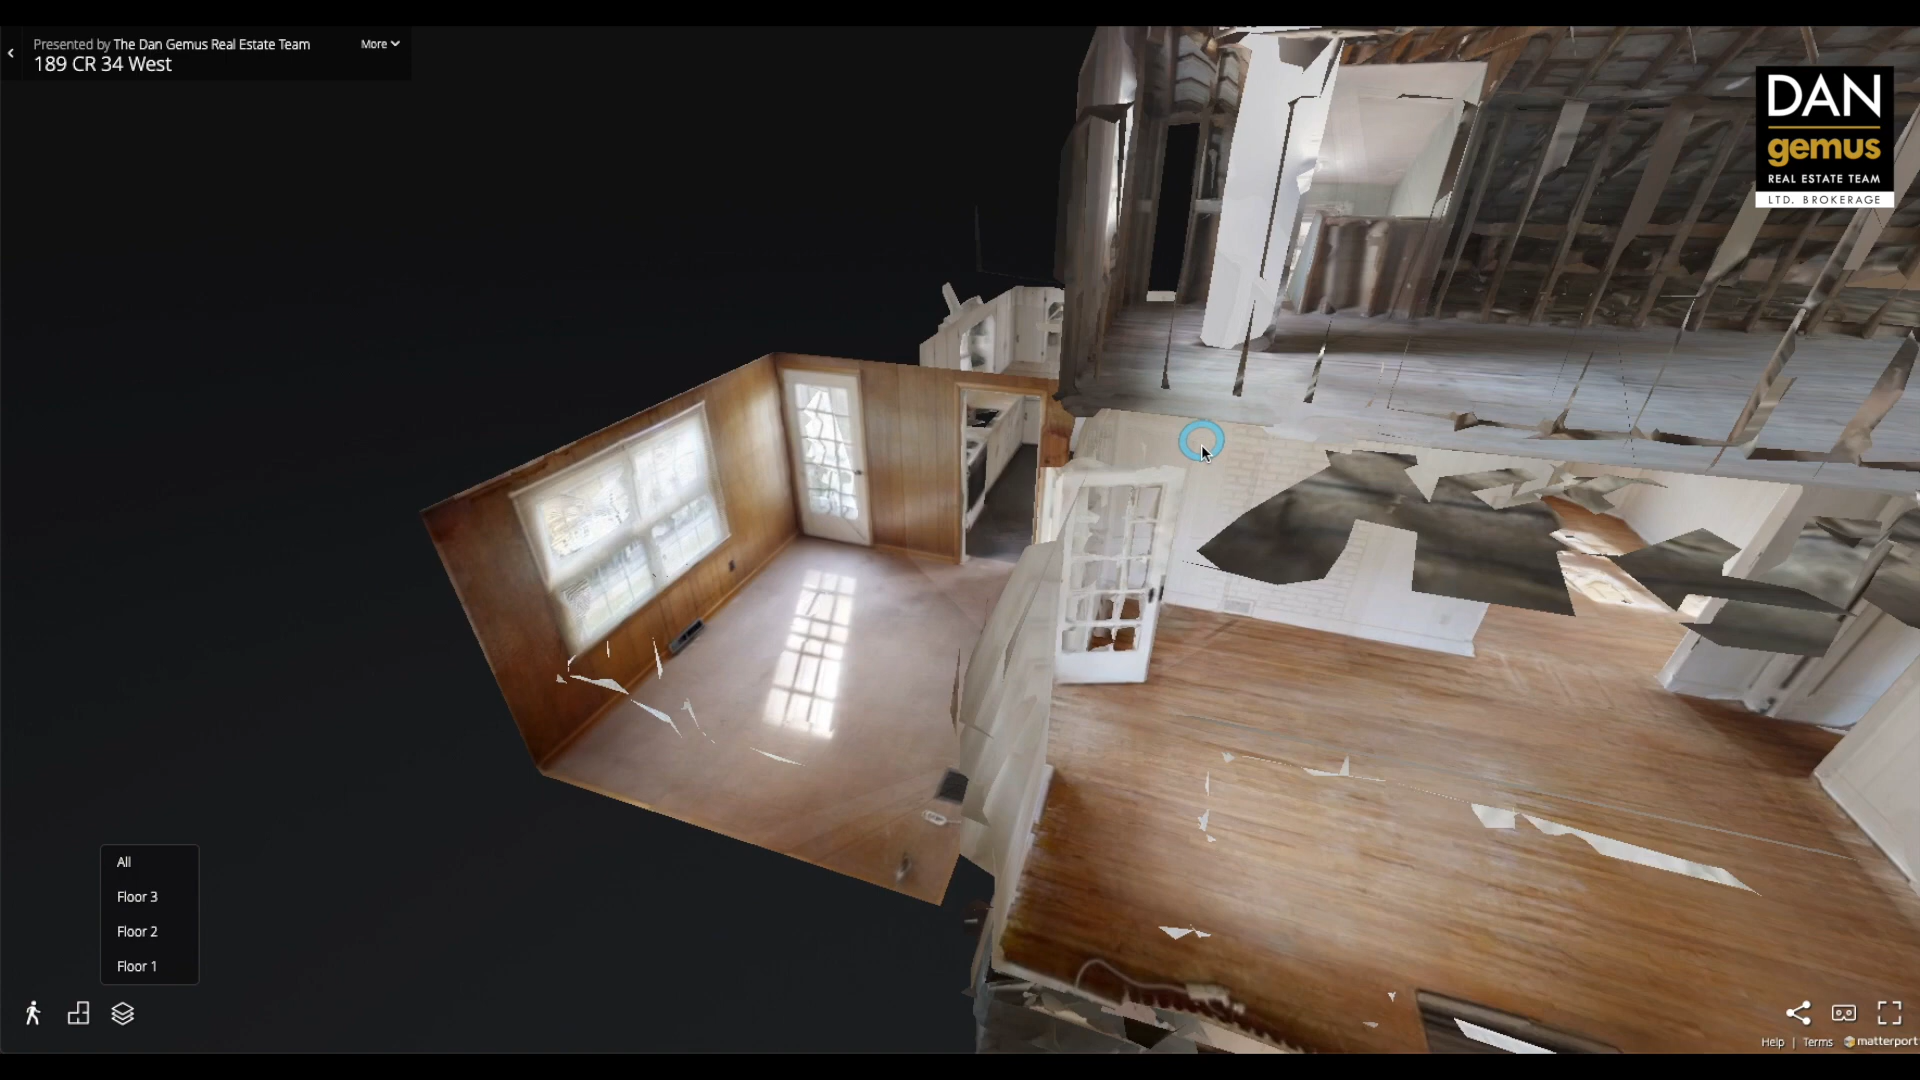 Presented by The Dan Gemus Real Estate Team
More
189 CR 34 West
DAN
gemus
REAL ESTATE TEAM
LTD. BROKERAGE
All
Floor 3
Floor 2
Floor 1
Help | Terms
matterport